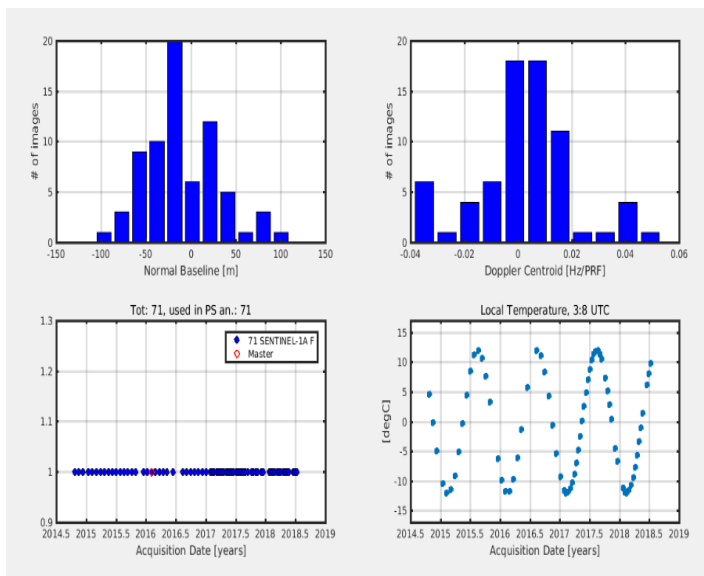 20
15
10
5
0
# of images
-150 -100 -50 0 50 100 150
Normal Baseline [m]
20
15
10
5
0
# of images
-0.04 -0.02 0 0.02 0.04 0.06
Doppler Centroid [Hz/PRF]
Tot: 71, used in PS an.: 71
1.3
1.2
1.1
1
0.9
71 SENTINEL-1A F
Master
2014.5 2015 2015.5 2016 2016.5 2017 2017.5 2018 2018.5 2019
Acquisition Date [years]
Local Temperature, 3:8 UTC
15
10
5
0
-5
-10
-15
[degC]
2014.5 2015 2015.5 2016 2016.5 2017 2017.5 2018 2018.5 2019
Acquisition Date [years]